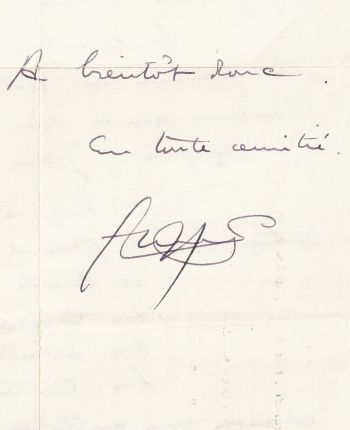 A bientôt donc.
En toute amitié.